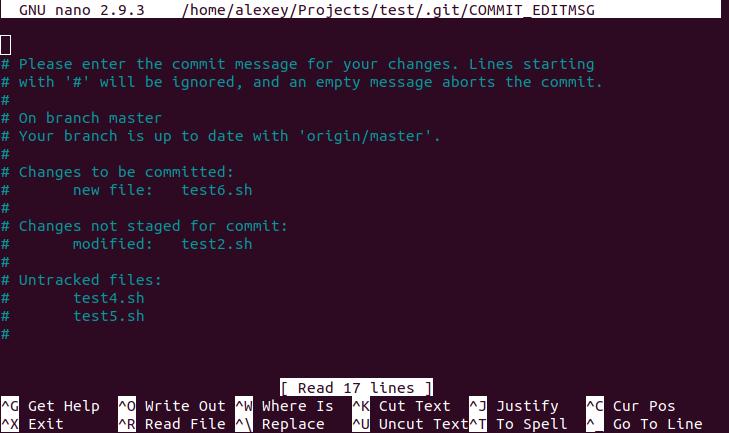 GNU nano 2.9.3 /home/alexey/Projects/test/.git/COMMIT_EDITMSG
# Please enter the commit message for your changes. Lines starting
# with '#' will be ignored, and an empty message aborts the commit.
#
# On branch master
# Your branch is up to date with 'origin/master'.
#
# Changes to be committed:
#       new file:   test6.sh
#
# Changes not staged for commit:
#       modified:   test2.sh
#
# Untracked files:
#       test4.sh
#       test5.sh
#
[ Read 17 lines ]
^G Get Help ^O Write Out ^W Where Is ^K Cut Text ^J Justify ^C Cur Pos
^X Exit ^R Read File ^\ Replace ^U Uncut Text ^T To Spell ^_ Go To Line